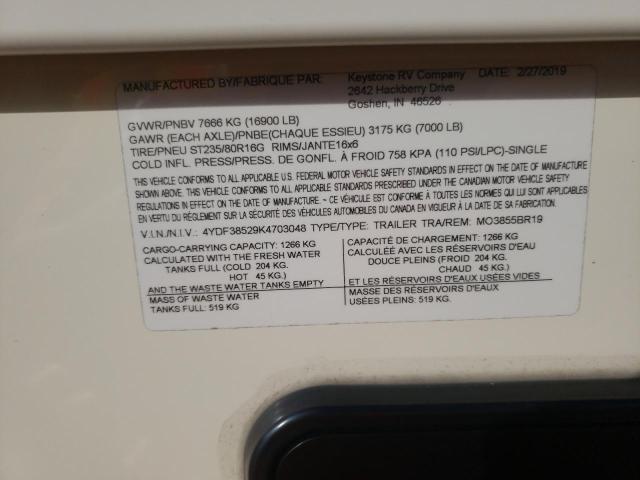 MANUFACTURED BY/FABRIQUE PAR: Keystone RV Company DATE: 2/27/2019
2642 Hackberry Drive
Goshen, IN 46526
GVWR/PNBV 7666 KG (16900 LB)
GAWR (EACH AXLE)/PNBE(CHAQUE ESSIEU) 3175 KG (7000 LB)
TIRE/PNEU ST235/80R16G RIMS/JANTE16x6
COLD INFL. PRESS/PRESS. DE GONFL. À FROID 758 KPA (110 PSI/LPC)-SINGLE
THIS VEHICLE CONFORMS TO ALL APPLICABLE U.S. FEDERAL MOTOR VEHICLE SAFETY STANDARDS IN EFFECT ON THE DATE OF MANUFACTURE
SHOWN ABOVE. THIS VEHICLE CONFORMS TO ALL APPLICABLE STANDARDS PRESCRIBED UNDER THE CANADIAN MOTOR VEHICLE SAFETY
REGULATIONS IN EFFECT ON THE DATE OF MANUFACTURE ~ CE VÉHICULE EST CONFORME À TOUTES LES NORMES QUI LUI SONT APPLICABLES
EN VERTU DU RÈGLEMENT SUR LA SÉCURITÉ DES VÉHICULES AUTOMOBILES DU CANADA EN VIGUEUR À LA DATE DE SA FABRICATION.
V.I.N./N.I.V.: 4YDF38529K4703048 TYPE/TYPE: TRAILER TRA/REM: MO3855BR19
CARGO-CARRYING CAPACITY: 1266 KG
CALCULATED WITH THE FRESH WATER
TANKS FULL (COLD 204 KG.
HOT 45 KG.)
AND THE WASTE WATER TANKS EMPTY
MASS OF WASTE WATER
TANKS FULL: 519 KG
CAPACITÉ DE CHARGEMENT: 1266 KG
CALCULÉE AVEC LES RÉSERVOIRS D'EAU
DOUCE PLEINS (FROID 204 KG.
CHAUD 45 KG.)
ET LES RÉSERVOIRS D'EAUX USÉES VIDES
MASSE DES RÉSERVOIRS D'EAUX
USÉES PLEINS: 519 KG.